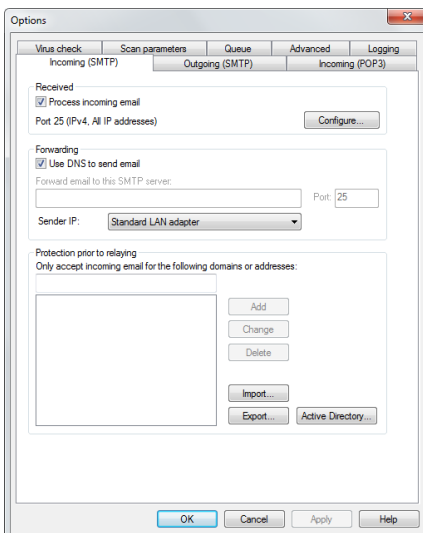 Options
Virus check Scan parameters Queue Advanced Logging
Incoming (SMTP) Outgoing (SMTP) Incoming (POP3)
Received
Process incoming email
Port 25 (IPv4, All IP addresses) Configure...
Forwarding
Use DNS to send email
Forward email to this SMTP server:
Port: 25
Sender IP: Standard LAN adapter
Protection prior to relaying
Only accept incoming email for the following domains or addresses:
Add
Change
Delete
Import...
Export... Active Directory...
OK Cancel Apply Help